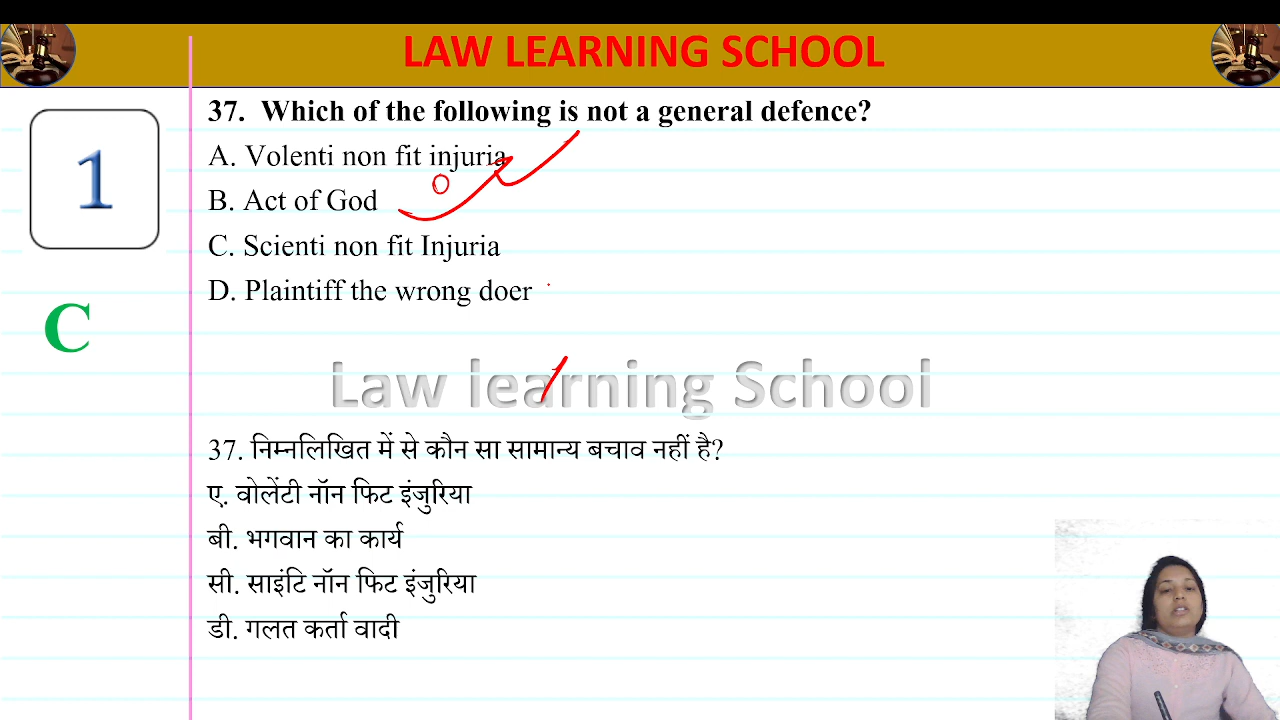 LAW LEARNING SCHOOL
1
C
37. Which of the following is not a general defence?
A. Volenti non fit injuria
B. Act of God
C. Scienti non fit Injuria
D. Plaintiff the wrong doer
Law learning School
37. निम्नलिखित में से कौन सा सामान्य बचाव नहीं है?
ए. वोलेंटी नॉन फिट इंजुरिया
बी. भगवान का कार्य
सी. साइंटि नॉन फिट इंजुरिया
डी. गलत कर्ता वादी